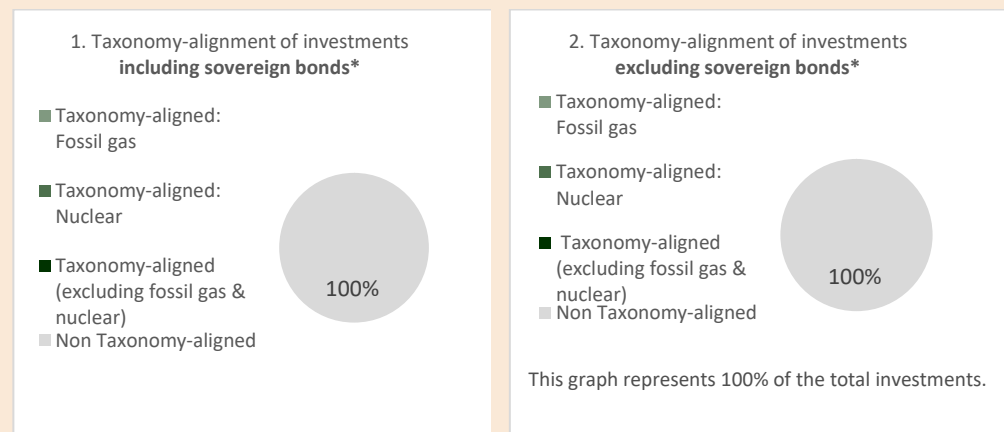 1. Taxonomy-alignment of investments
including sovereign bonds*
Taxonomy-aligned:
Fossil gas
Taxonomy-aligned:
Nuclear
Taxonomy-aligned
(excluding fossil gas &
nuclear)
Non Taxonomy-aligned
100%
2. Taxonomy-alignment of investments
excluding sovereign bonds*
Taxonomy-aligned:
Fossil gas
Taxonomy-aligned:
Nuclear
Taxonomy-aligned
(excluding fossil gas &
nuclear)
Non Taxonomy-aligned
100%
This graph represents 100% of the total investments.